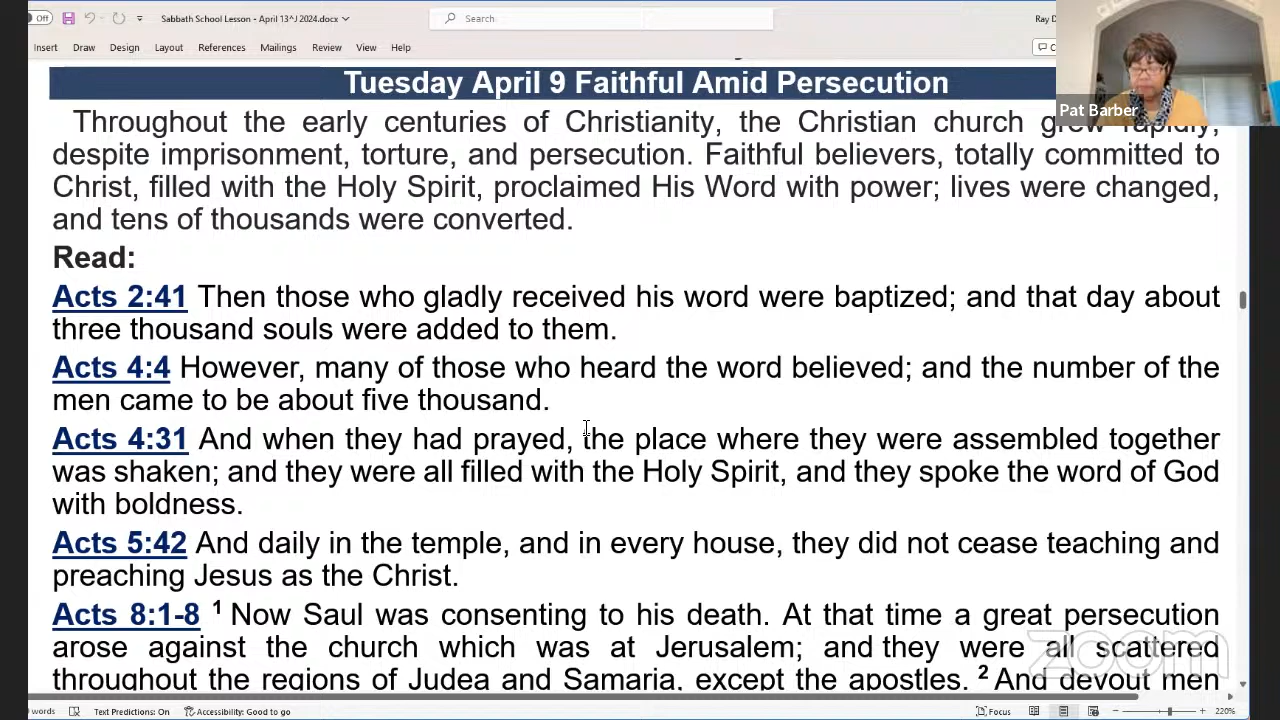 Off
Sabbath School Lesson - April 13^J 2024.docx
Search
Ray D
Insert Draw Design Layout References Mailings Review View Help
Tuesday April 9 Faithful Amid Persecution
Pat Barber
Throughout the early centuries of Christianity, the Christian church grew rapidly,
despite imprisonment, torture, and persecution. Faithful believers, totally committed to
Christ, filled with the Holy Spirit, proclaimed His Word with power; lives were changed,
and tens of thousands were converted.
Read:
Acts 2:41 Then those who gladly received his word were baptized; and that day about
three thousand souls were added to them.
Acts 4:4 However, many of those who heard the word believed; and the number of the
men came to be about five thousand.
Acts 4:31 And when they had prayed, the place where they were assembled together
was shaken; and they were all filled with the Holy Spirit, and they spoke the word of God
with boldness.
Acts 5:42 And daily in the temple, and in every house, they did not cease teaching and
preaching Jesus as the Christ.
Acts 8:1-8 1 Now Saul was consenting to his death. At that time a great persecution
arose against the church which was at Jerusalem; and they were all scattered
throughout the regions of Judea and Samaria, except the apostles. 2 And devout men
zoom
words Text Predictions: On Accessibility: Good to go Focus 220%